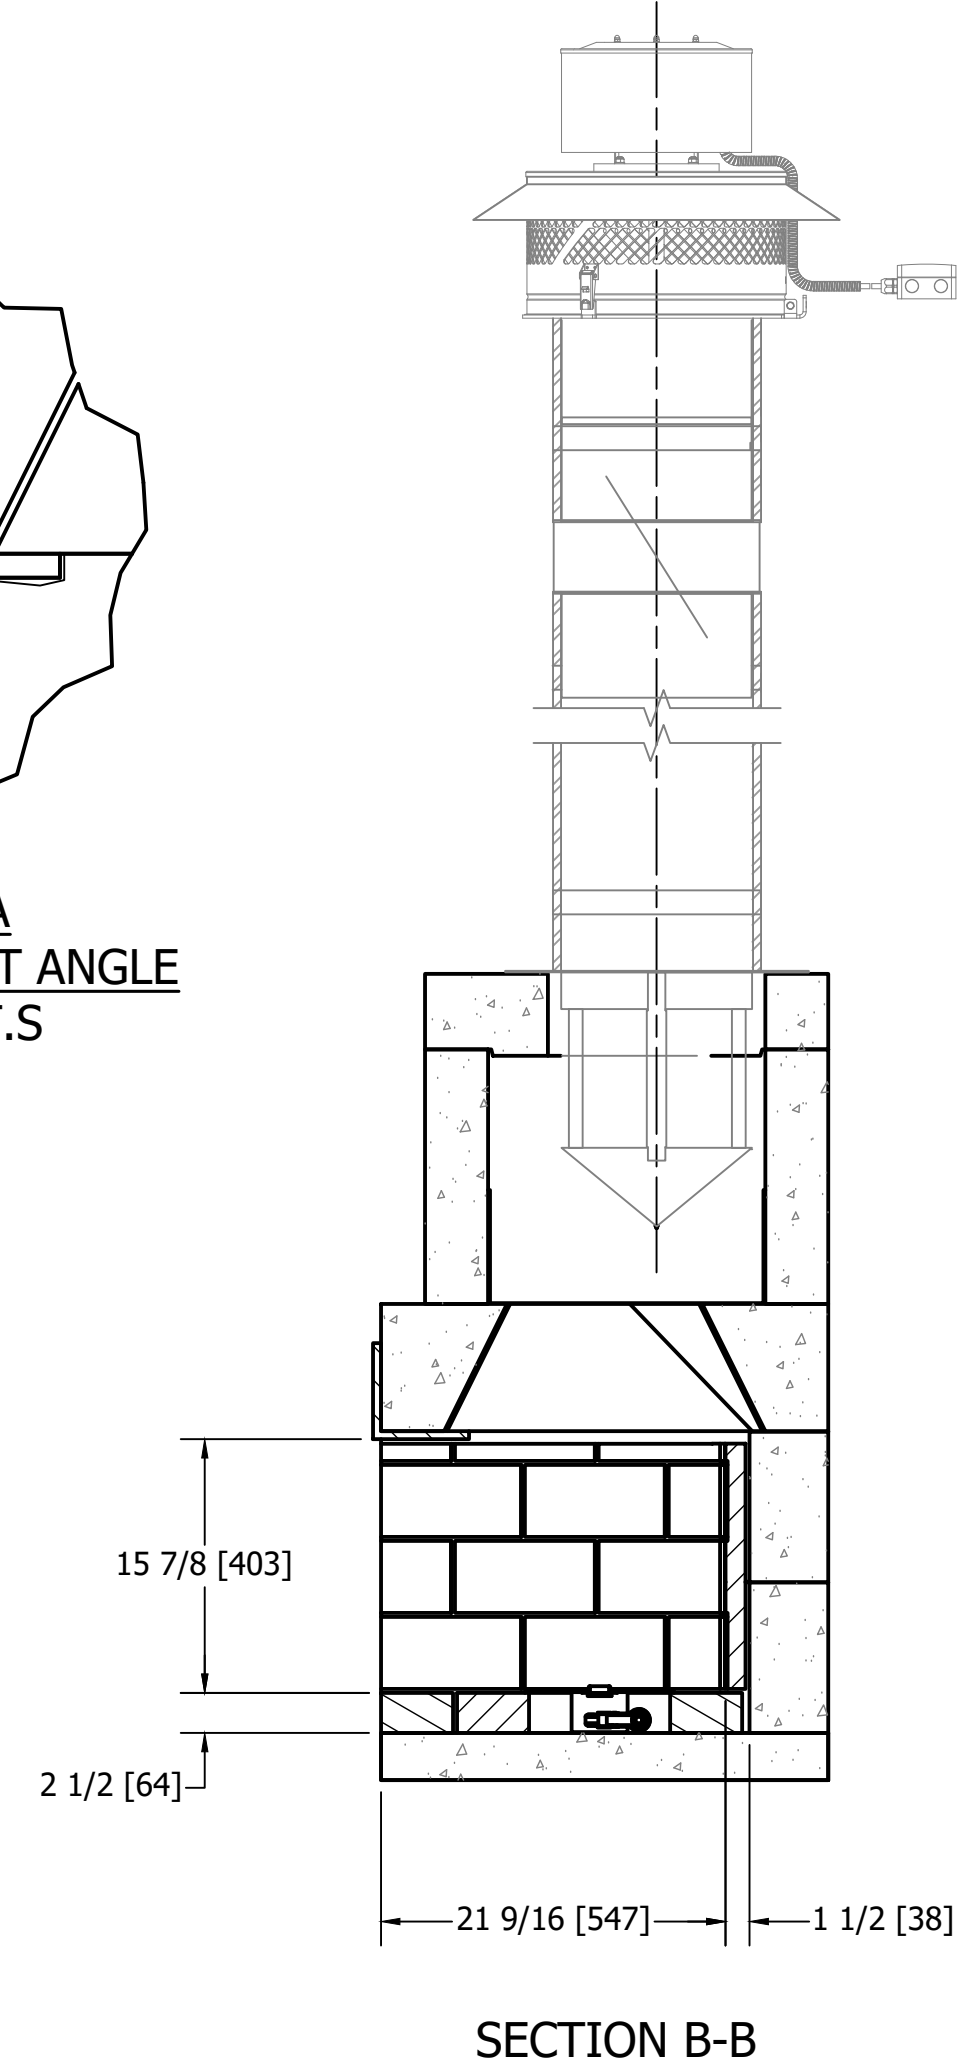 A
T ANGLE
T.S
15 7/8 [403]
2 1/2 [64]
21 9/16 [547]
1 1/2 [38]
SECTION B-B